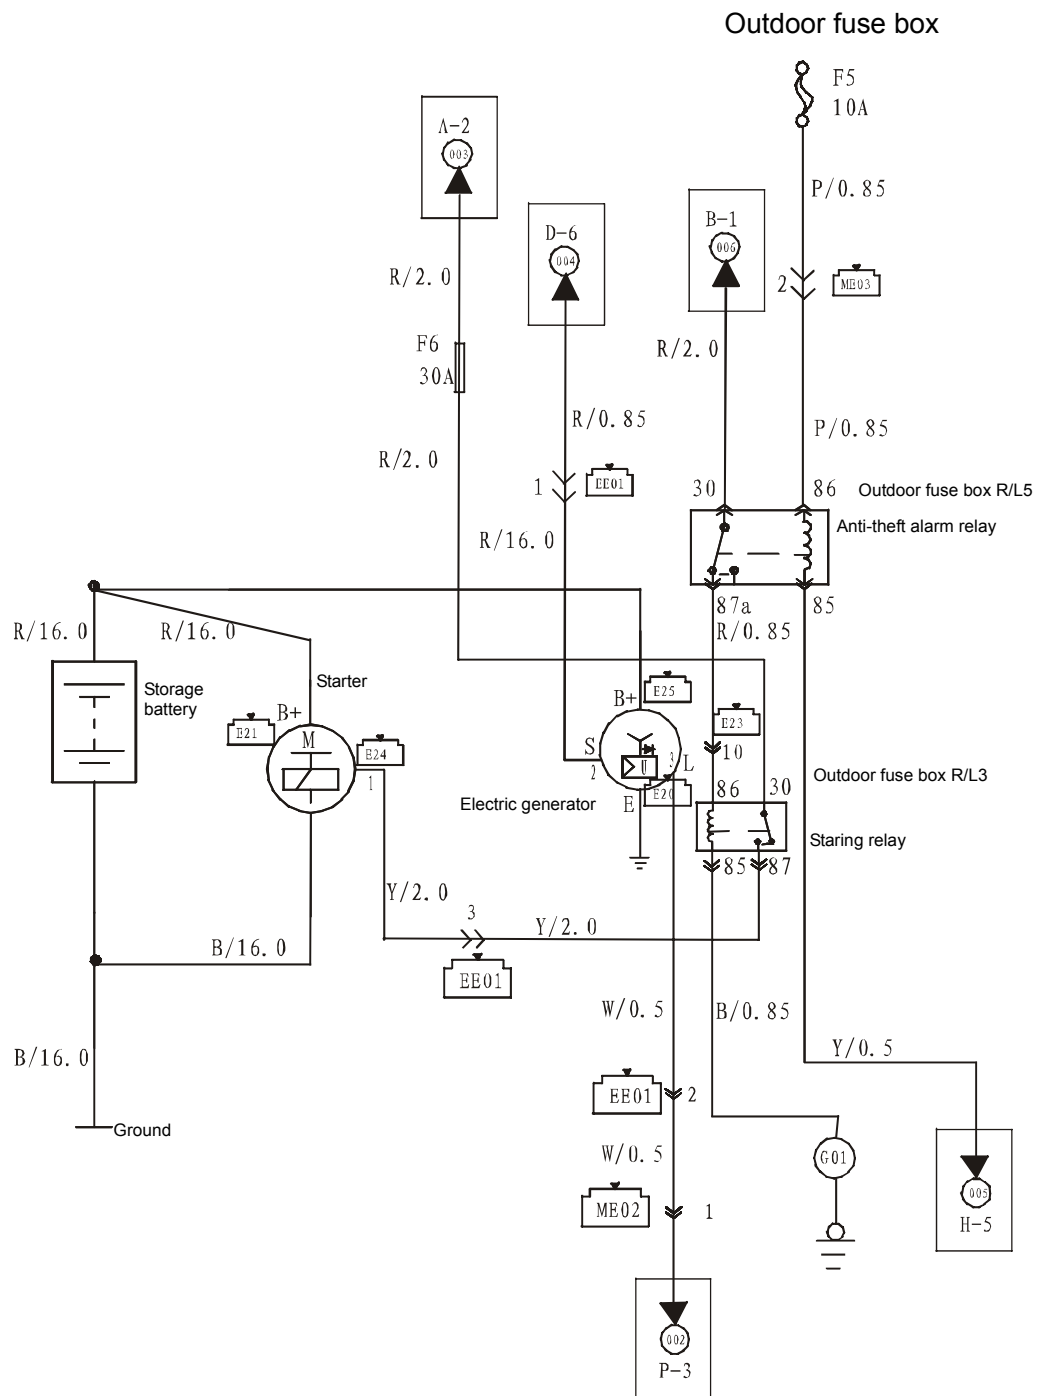 Outdoor fuse box
F5
10A
A-2
003
P/0.85
D-6
004
B-1
006
R/2.0
2
ME03
F6
30A
R/2.0
R/0.85
P/0.85
R/2.0
1
EE01
30
86
Outdoor fuse box R/L5
Anti-theft alarm relay
R/16.0
87a
85
R/0.85
R/16.0
R/16.0
Storage
battery
Starter
B+
E25
B+
E21
M
E24
1
S
2
U
3
L
E23
10
E20
E
Electric generator
86
30
Outdoor fuse box R/L3
Staring relay
85
87
Y/2.0
3
Y/2.0
EE01
B/16.0
W/0.5
B/0.85
B/16.0
Y/0.5
EE01
2
Ground
W/0.5
G01
ME02
1
005
H-5
002
P-3